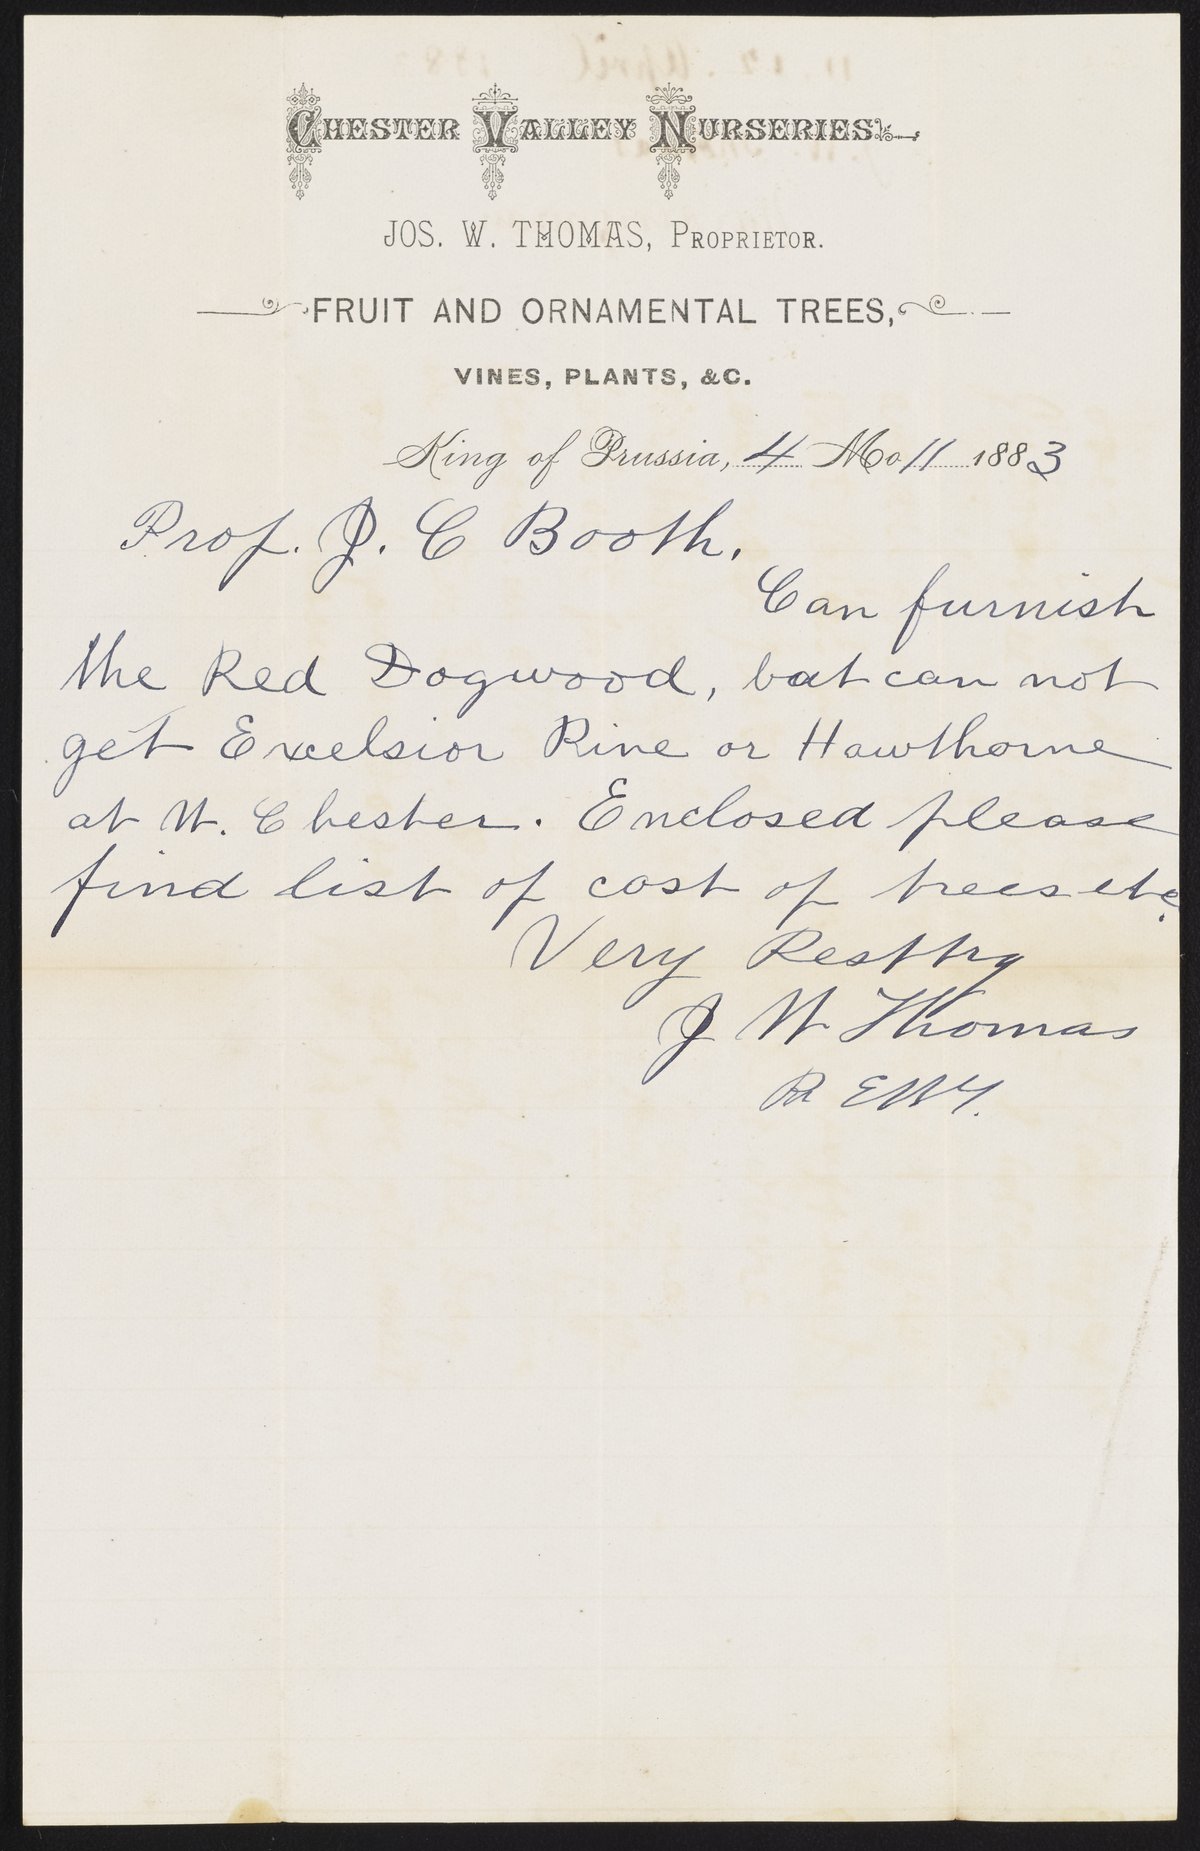 CHESTER VALLEY NURSERIES
JOS. W. THOMAS, PROPRIETOR.
FRUIT AND ORNAMENTAL TREES,
VINES, PLANTS, &C.
King of Prussia, 4 Mo 11 1883
Prof. J. C Booth.
Can furnish
the Red Dogwood, but can not
get Excelsior Pine or Hawthorne
at W. Chester. Enclosed please
find list of cost of trees etc.
Very
J W Thomas